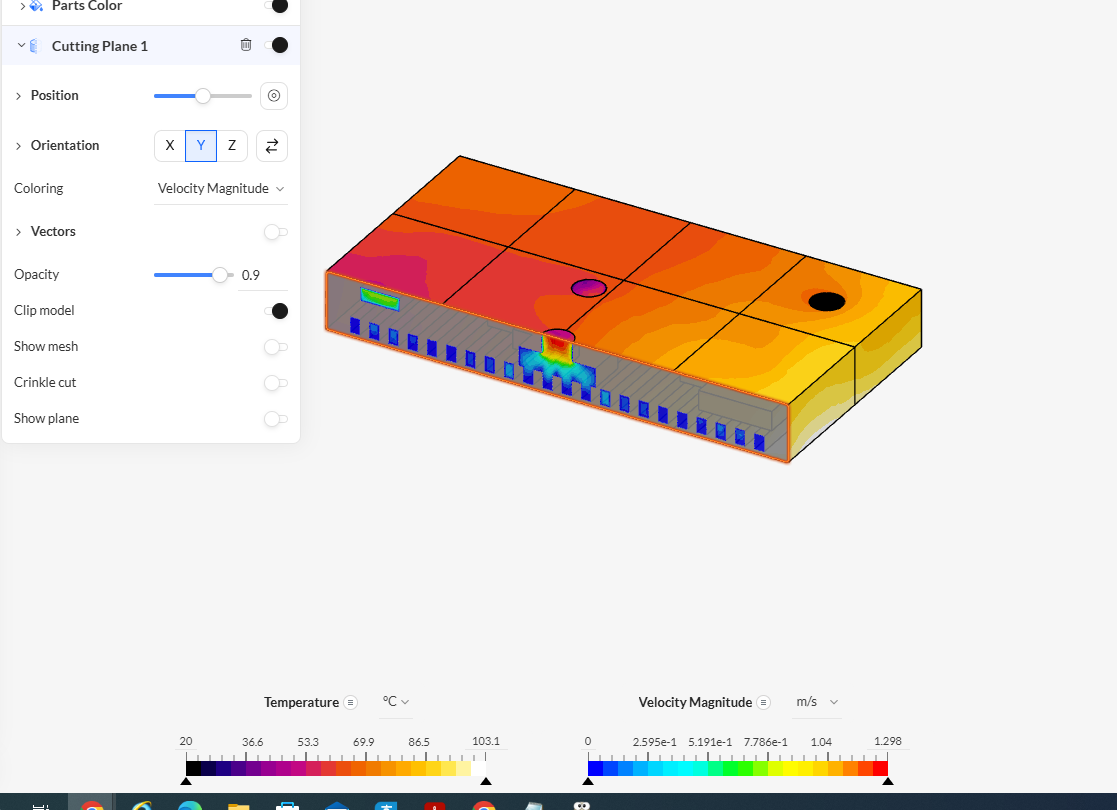 Parts Color
Cutting Plane 1
Position
Orientation
X Y Z
Coloring
Velocity Magnitude
Vectors
Opacity
0.9
Clip model
Show mesh
Crinkle cut
Show plane
Temperature
°C
20 36.6 53.3 69.9 86.5 103.1
Velocity Magnitude
m/s
0 2.595e-1 5.191e-1 7.786e-1 1.04 1.298